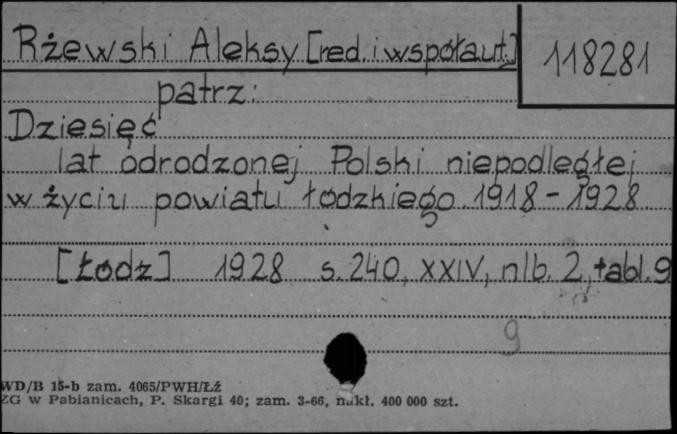 Rżewski Aleksy [red. i współaut.]
118281
patrz:
Dziesięć
lat odrodzonej Polski niepodległej
w życiu powiatu łódzkiego 1918-1928.
[Łódź] 1928 s. 240, XXIV, nlb. 2, tabl. 9
9
WD/B 15-b zam. 4065/PWH/Łź
ZG w Pabianicach, P. Skargi 40; zam. 3-66, nakł. 400 000 szt.